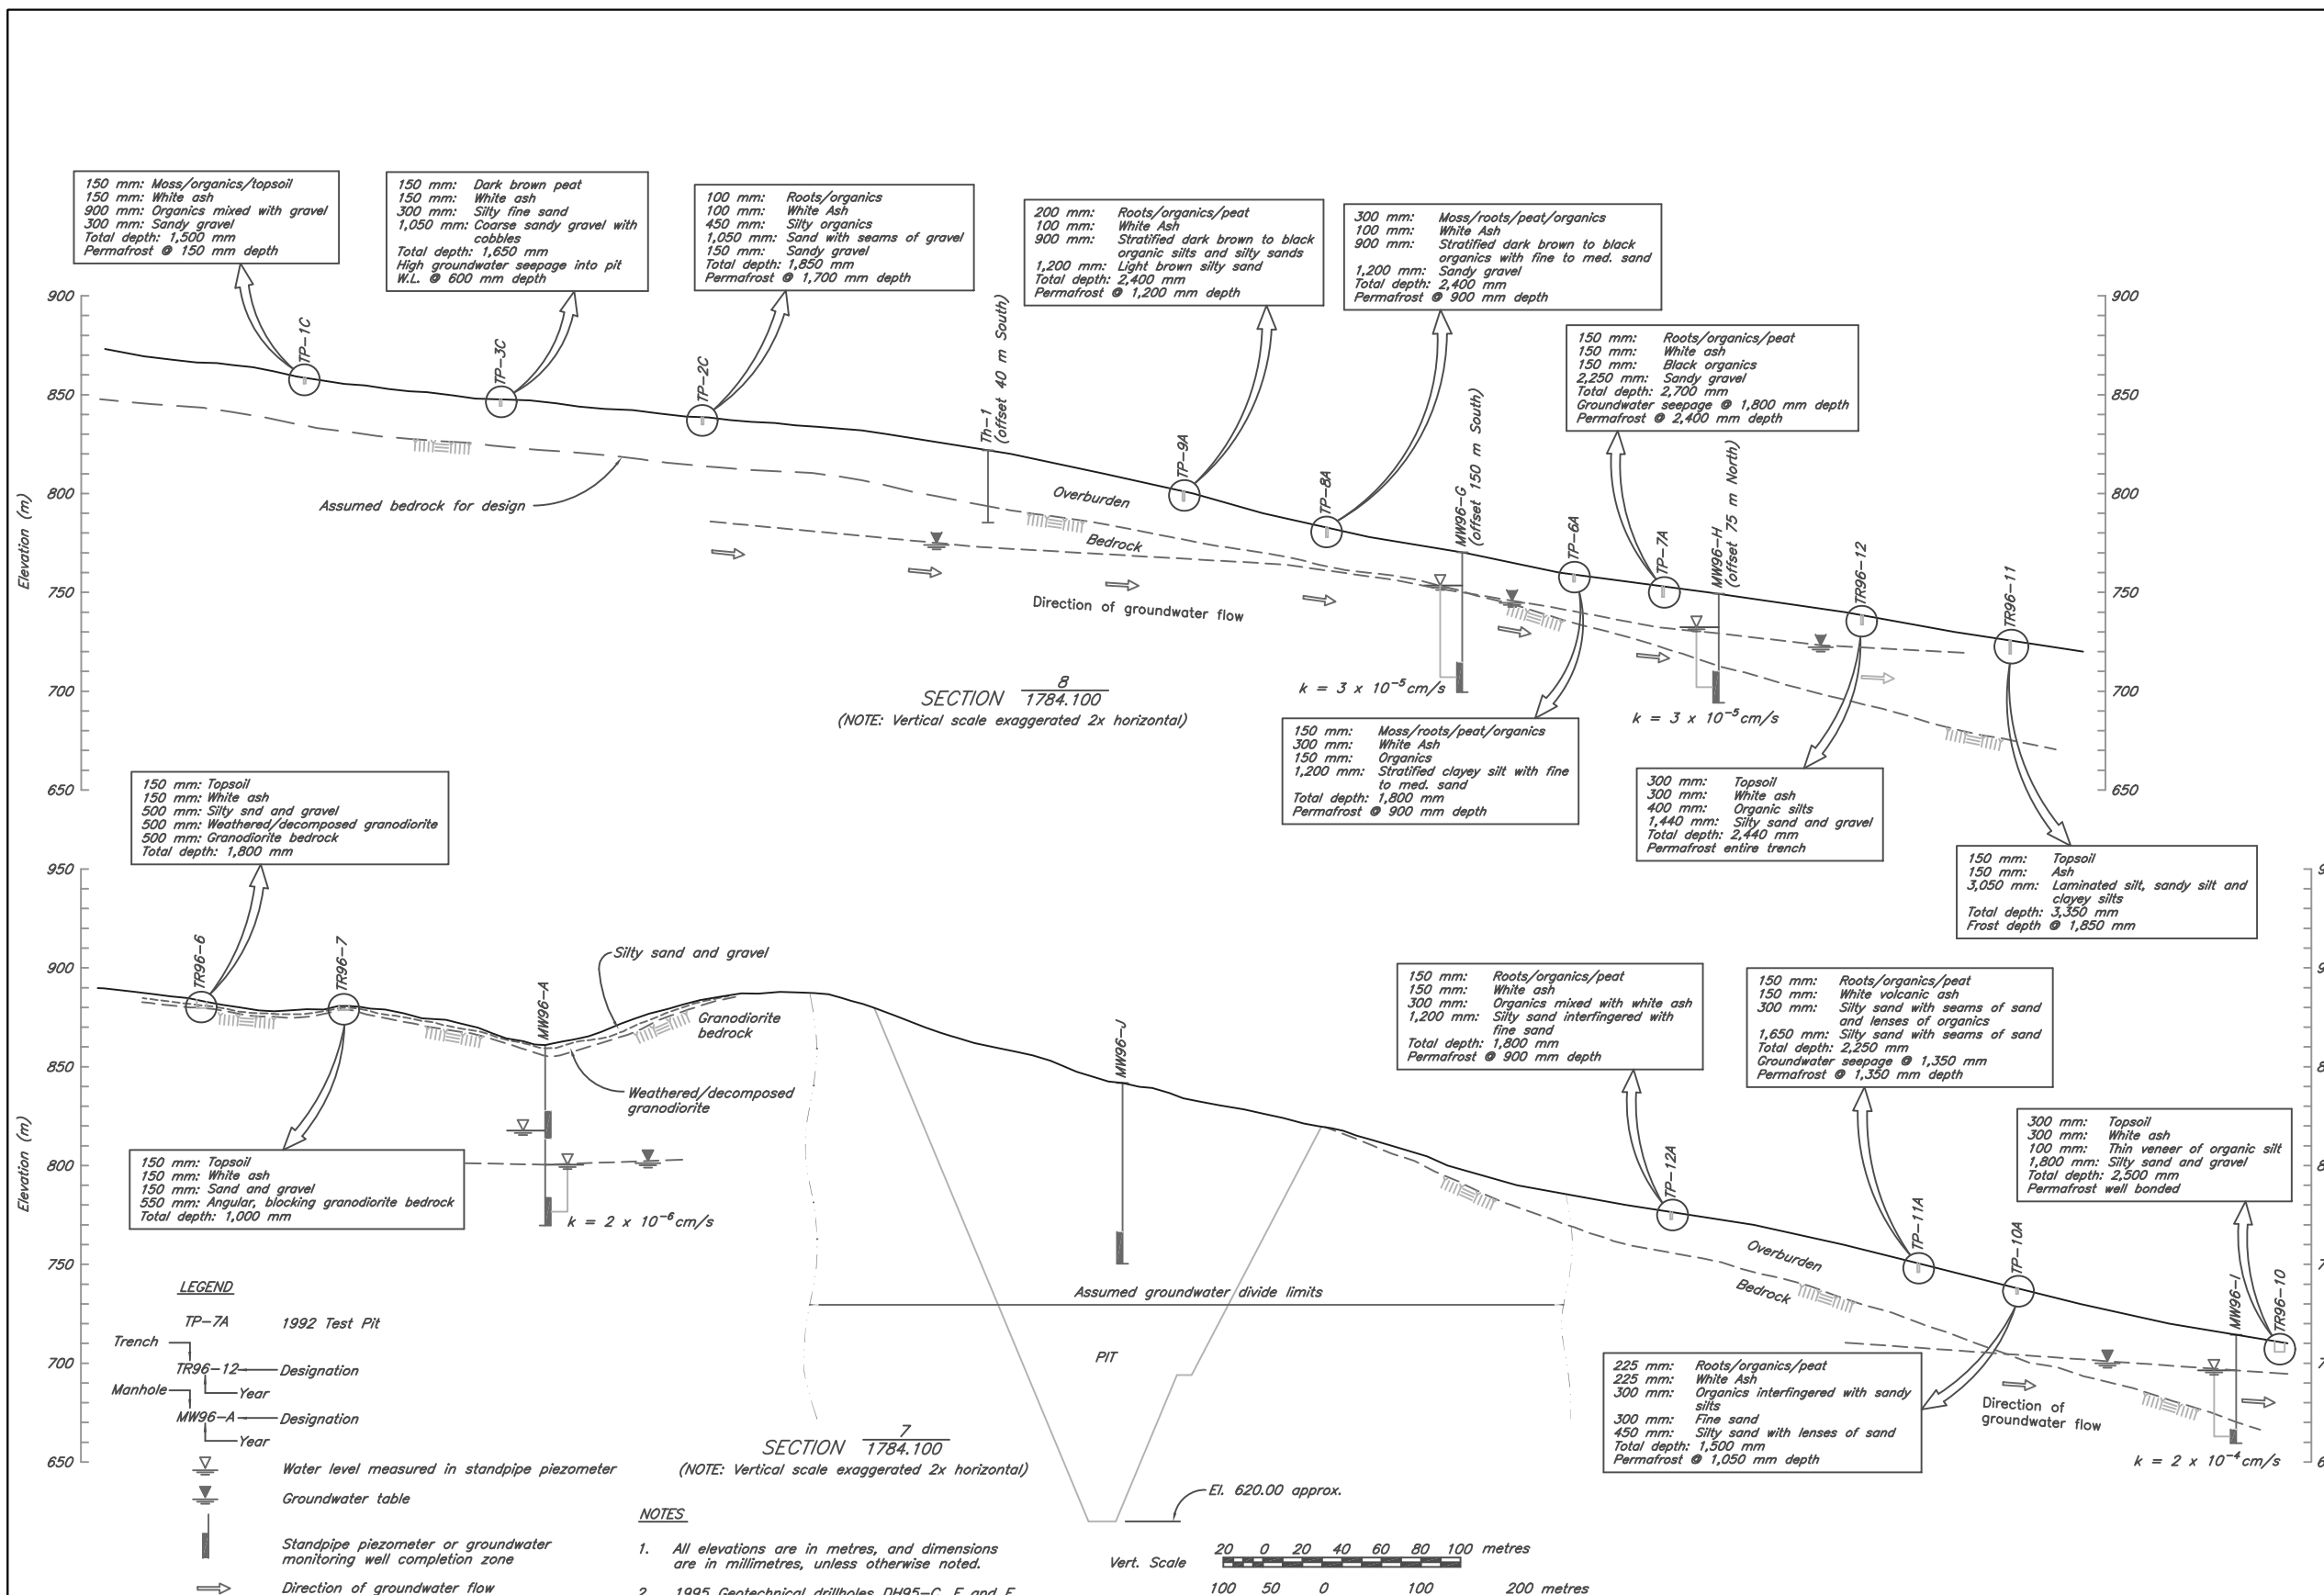 150 mm: Moss/organics/topsoil
150 mm: White ash
900 mm: Organics mixed with gravel
300 mm: Sandy gravel
Total depth: 1,500 mm
Permafrost @ 150 mm depth
150 mm: Dark brown peat
150 mm: White ash
300 mm: Silty fine sand
1,050 mm: Coarse sandy gravel with
cobbles
Total depth: 1,650 mm
High groundwater seepage into pit
W.L. @ 600 mm depth
100 mm: Roots/organics
100 mm: White Ash
450 mm: Silty organics
1,050 mm: Sand with seams of gravel
150 mm: Sandy gravel
Total depth: 1,850 mm
Permafrost @ 1,700 mm depth
200 mm: Roots/organics/peat
100 mm: White Ash
900 mm: Stratified dark brown to black
organic silts and silty sands
1,200 mm: Light brown silty sand
Total depth: 2,400 mm
Permafrost @ 1,200 mm depth
300 mm: Moss/roots/peat/organics
100 mm: White Ash
900 mm: Stratified dark brown to black
organics with fine to med. sand
1,200 mm: Sandy gravel
Total depth: 2,400 mm
Permafrost @ 900 mm depth
150 mm: Roots/organics/peat
150 mm: White ash
150 mm: Black organics
2,250 mm: Sandy gravel
Total depth: 2,700 mm
Groundwater seepage @ 1,800 mm depth
Permafrost @ 2,400 mm depth
900
850
800
750
700
650
Elevation (m)
900
850
800
750
700
650
TP-1C
TP-3C
TP-2C
Th-1
(offset 40 m South)
TP-9A
TP-8A
MW96-G
(offset 150 m South)
TP-6A
TP-7A
MW96-H
(offset 75 m North)
TR96-12
TR96-11
Assumed bedrock for design
Overburden
Bedrock
Direction of groundwater flow
k = 3 x 10-5cm/s
k = 3 x 10-5cm/s
SECTION 8
1784.100
(NOTE: Vertical scale exaggerated 2x horizontal)
150 mm: Moss/roots/peat/organics
300 mm: White Ash
150 mm: Organics
1,200 mm: Stratified clayey silt with fine
to med. sand
Total depth: 1,800 mm
Permafrost @ 900 mm depth
300 mm: Topsoil
300 mm: White ash
400 mm: Organic silts
1,440 mm: Silty sand and gravel
Total depth: 2,440 mm
Permafrost entire trench
150 mm: Topsoil
150 mm: Ash
3,050 mm: Laminated silt, sandy silt and
clayey silts
Total depth: 3,350 mm
Frost depth @ 1,850 mm
150 mm: Topsoil
150 mm: White ash
500 mm: Silty snd and gravel
500 mm: Weathered/decomposed granodiorite
500 mm: Granodiorite bedrock
Total depth: 1,800 mm
950
900
850
800
750
700
650
Elevation (m)
TR96-6
TR96-7
MW96-A
Silty sand and gravel
Granodiorite
bedrock
Weathered/decomposed
granodiorite
MW96-J
150 mm: Roots/organics/peat
150 mm: White ash
300 mm: Organics mixed with white ash
1,200 mm: Silty sand interfingered with
fine sand
Total depth: 1,800 mm
Permafrost @ 900 mm depth
150 mm: Roots/organics/peat
150 mm: White volcanic ash
300 mm: Silty sand with seams of sand
and lenses of organics
1,650 mm: Silty sand with seams of sand
Total depth: 2,250 mm
Groundwater seepage @ 1,350 mm
Permafrost @ 1,350 mm depth
300 mm: Topsoil
300 mm: White ash
100 mm: Thin veneer of organic silt
1,800 mm: Silty sand and gravel
Total depth: 2,500 mm
Permafrost well bonded
150 mm: Topsoil
150 mm: White ash
150 mm: Sand and gravel
550 mm: Angular, blocking granodiorite bedrock
Total depth: 1,000 mm
k = 2 x 10-6cm/s
TP-12A
TP-11A
TP-10A
MW96-I
TR96-10
Overburden
Bedrock
Assumed groundwater divide limits
PIT
225 mm: Roots/organics/peat
225 mm: White Ash
300 mm: Organics interfingered with sandy
silts
300 mm: Fine sand
450 mm: Silty sand with lenses of sand
Total depth: 1,500 mm
Permafrost @ 1,050 mm depth
Direction of
groundwater flow
k = 2 x 10-4cm/s
SECTION 7
1784.100
(NOTE: Vertical scale exaggerated 2x horizontal)
El. 620.00 approx.
LEGEND
TP-7A 1992 Test Pit
Trench
TR96-12 Designation
Year
Manhole
MW96-A Designation
Year
Water level measured in standpipe piezometer
Groundwater table
Standpipe piezometer or groundwater
monitoring well completion zone
Direction of groundwater flow
NOTES
1. All elevations are in metres, and dimensions
are in millimetres, unless otherwise noted.
2. 1995 Geotechnical drillholes DH95-C, E and F
Vert. Scale 20 0 20 40 60 80 100 metres
100 50 0 100 200 metres